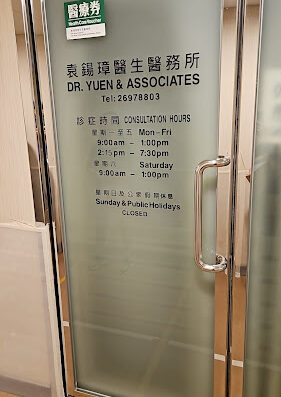 醫療券
Health Care Voucher
袁錫璋醫生醫務所
DR. YUEN & ASSOCIATES
Tel: 26978803
診症時間 CONSULTATION HOURS
星期一至五 Mon-Fri
9:00am - 1:00pm
2:15pm - 7:30pm
星期六 Saturday
9:00am - 1:00pm
星期日及公眾假期休息
Sunday & Public Holidays
CLOSED